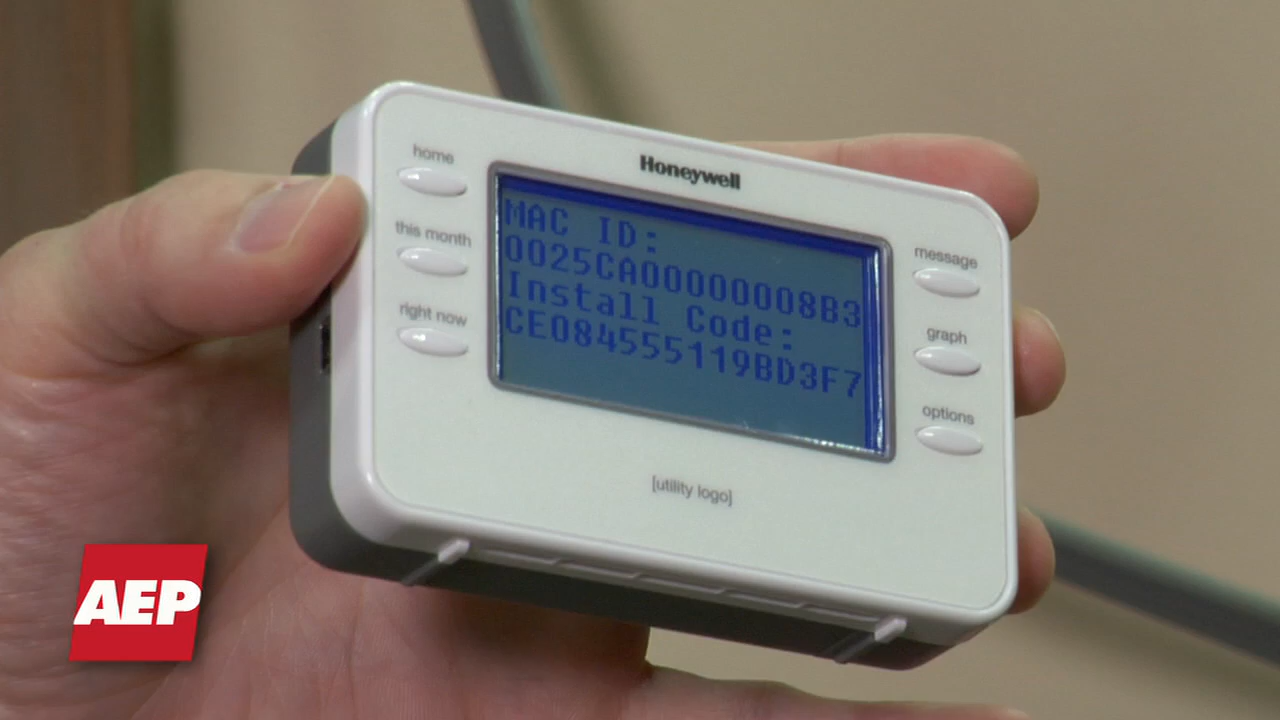 Honeywell
home
this month
right now
MAC ID:
0025CA00000008B3
Install Code:
CE084555119BD3F7
message
graph
options
[utility logo]
AEP